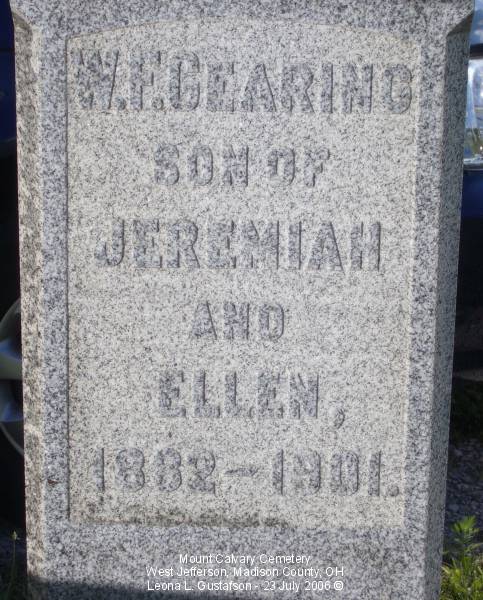 W.F.GEARING
SON OF
JEREMIAH
AND
ELLEN,
1882-1901.
Mount Calvary Cemetery
West Jefferson, Madison County, OH
Leona L. Gustafson - 23 July 2006 ©